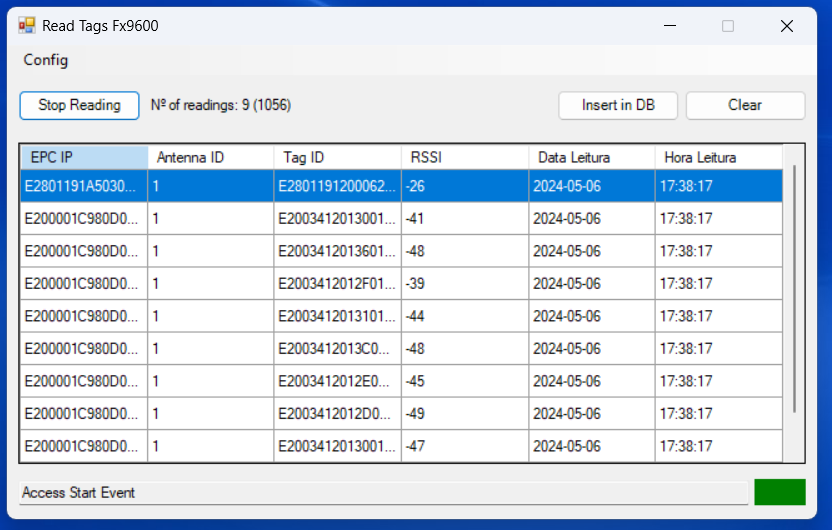 Read Tags Fx9600
Config
Stop Reading Nº of readings: 9 (1056) Insert in DB Clear
EPC IP Antenna ID Tag ID RSSI Data Leitura Hora Leitura
E2801191A5030... 1 E2801191200062... -26 2024-05-06 17:38:17
E200001C980D0... 1 E2003412013001... -41 2024-05-06 17:38:17
E200001C980D0... 1 E2003412013601... -48 2024-05-06 17:38:17
E200001C980D0... 1 E2003412012F01... -39 2024-05-06 17:38:17
E200001C980D0... 1 E2003412013101... -44 2024-05-06 17:38:17
E200001C980D0... 1 E2003412013C0... -48 2024-05-06 17:38:17
E200001C980D0... 1 E2003412012E0... -45 2024-05-06 17:38:17
E200001C980D0... 1 E2003412012D0... -49 2024-05-06 17:38:17
E200001C980D0... 1 E2003412013001... -47 2024-05-06 17:38:17
Access Start Event